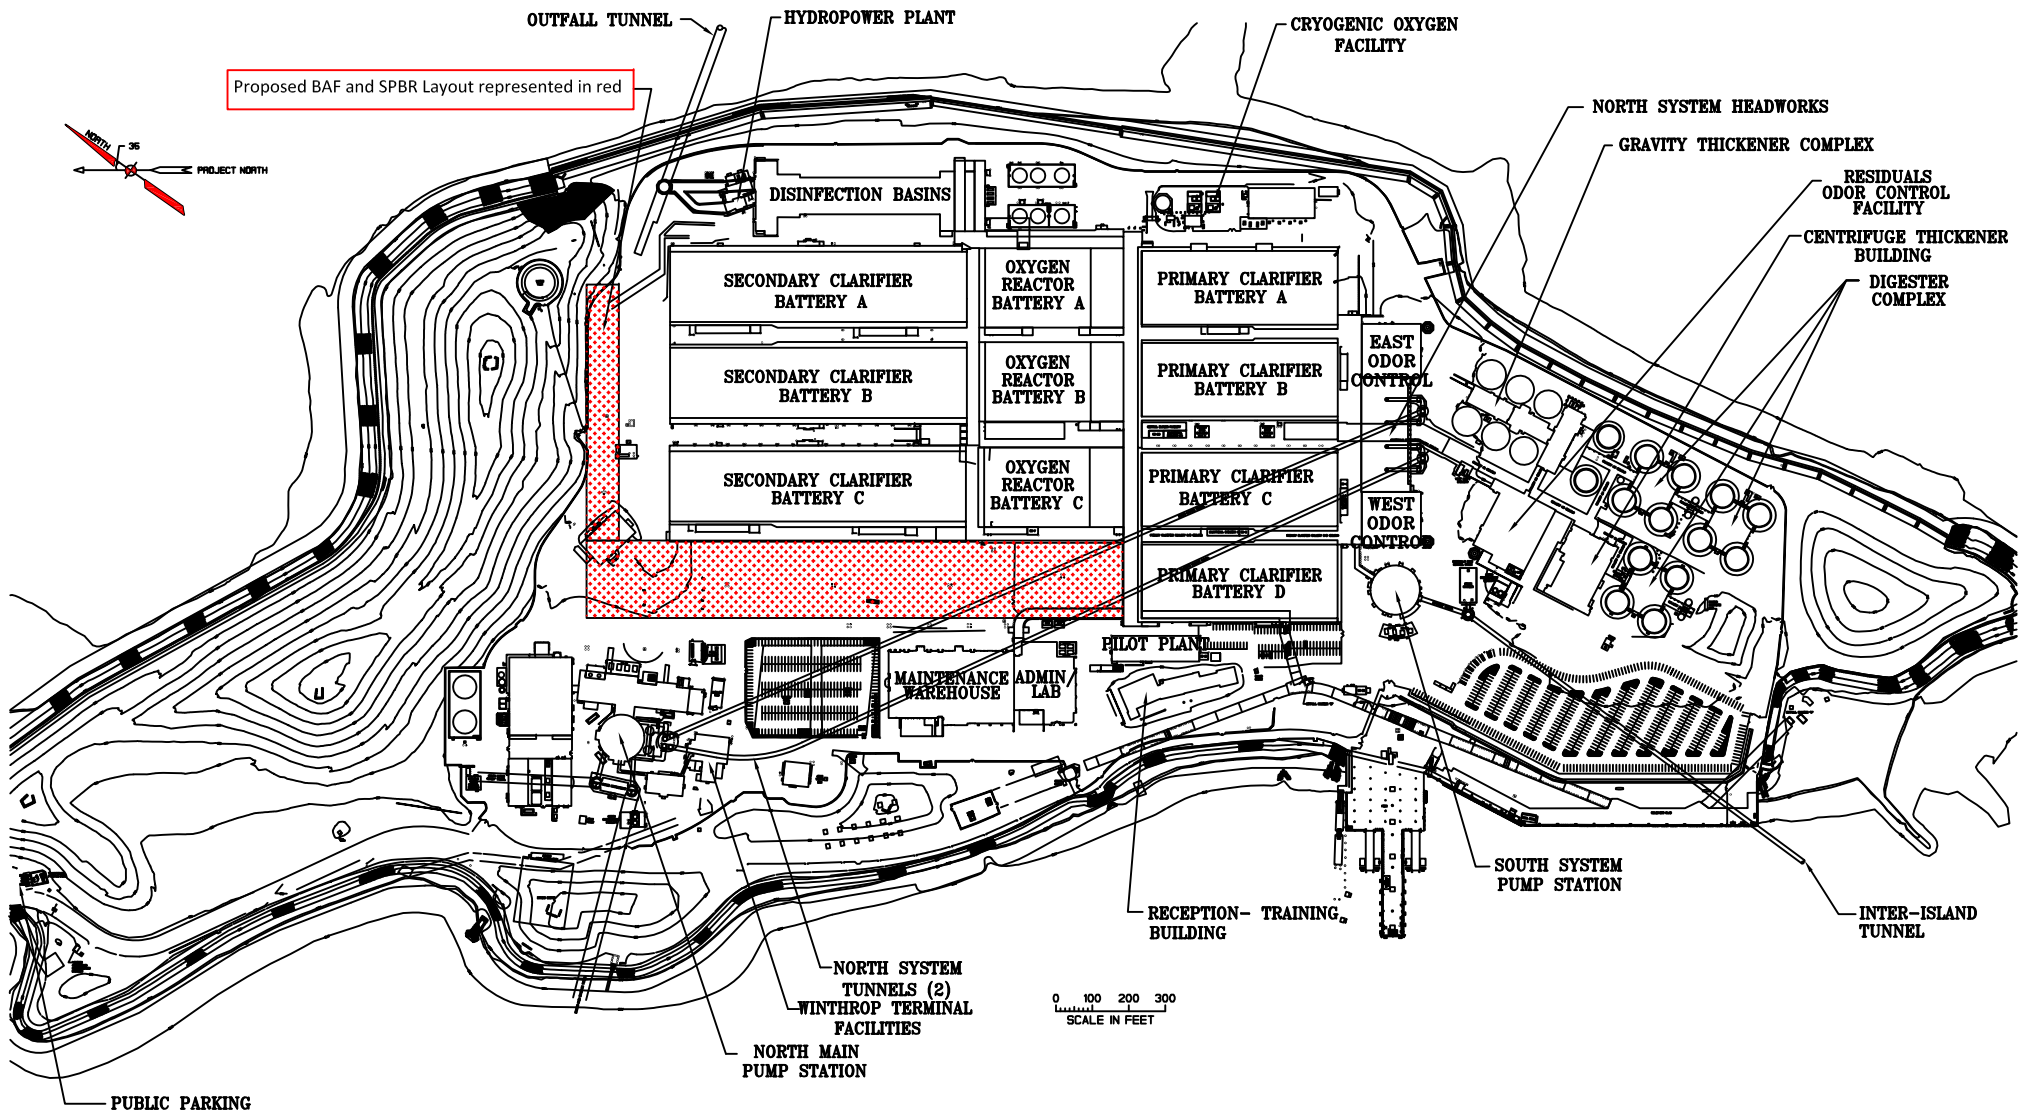 OUTFALL TUNNEL
HYDROPOWER PLANT
CRYOGENIC OXYGEN
FACILITY
Proposed BAF and SPBR Layout represented in red
NORTH SYSTEM HEADWORKS
GRAVITY THICKENER COMPLEX
NORTH
36
PROJECT NORTH
RESIDUALS
ODOR CONTROL
FACILITY
DISINFECTION BASINS
CENTRIFUGE THICKENER
BUILDING
DIGESTER
COMPLEX
SECONDARY CLARIFIER
BATTERY A
OXYGEN
REACTOR
BATTERY A
PRIMARY CLARIFIER
BATTERY A
EAST
ODOR
CONTROL
SECONDARY CLARIFIER
BATTERY B
OXYGEN
REACTOR
BATTERY B
PRIMARY CLARIFIER
BATTERY B
SECONDARY CLARIFIER
BATTERY C
OXYGEN
REACTOR
BATTERY C
PRIMARY CLARIFIER
BATTERY C
WEST
ODOR
CONTROL
PRIMARY CLARIFIER
BATTERY D
PILOT PLANT
MAINTENANCE
WAREHOUSE
ADMIN/
LAB
SOUTH SYSTEM
PUMP STATION
RECEPTION- TRAINING
BUILDING
INTER-ISLAND
TUNNEL
NORTH SYSTEM
TUNNELS (2)
WINTHROP TERMINAL
FACILITIES
0 100 200 300
SCALE IN FEET
NORTH MAIN
PUMP STATION
PUBLIC PARKING